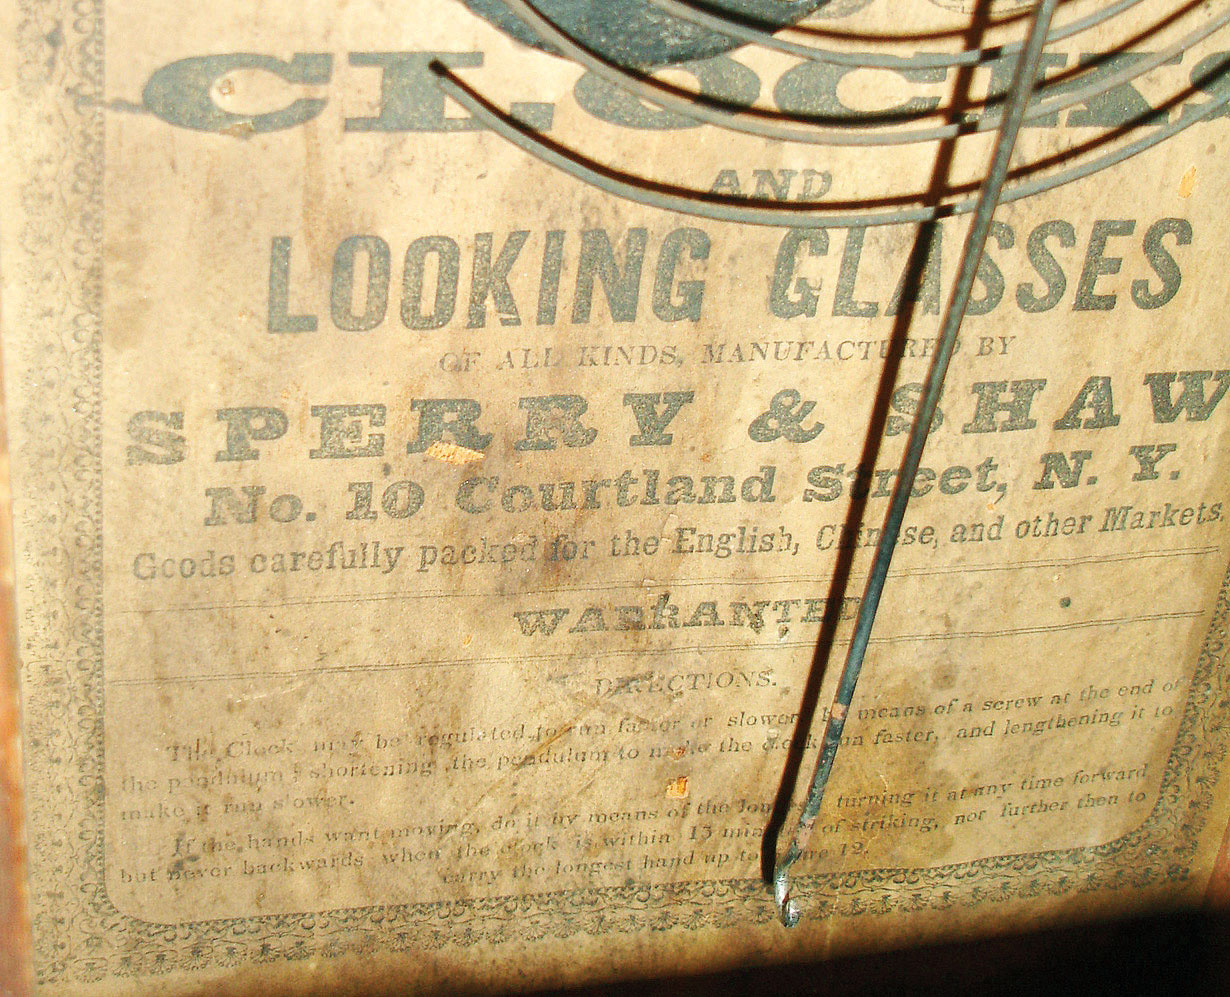 CLOCKS
AND
LOOKING GLASSES
OF ALL KINDS, MANUFACTURED BY
SPERRY & SHAW
No. 10 Courtland Street, N. Y.
Goods carefully packed for the English, Chinese, and other Markets.
WARRANTED
DIRECTIONS.
The Clock may be regulated to run faster or slower by means of a screw at the end of
the pendulum; shortening the pendulum to make the clock run faster, and lengthening it to
make it run slower.
If the hands want moving, do it by means of the longest, turning it at any time forward
but never backwards when the clock is within 15 minutes of striking, nor further then to
carry the longest hand up to 12.